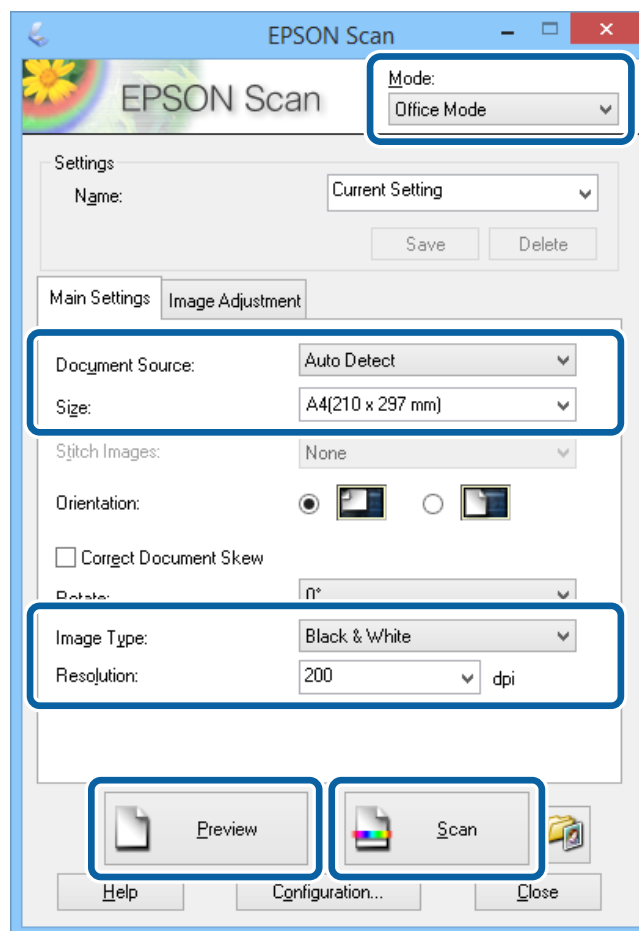 EPSON Scan
EPSON Scan
Mode:
Office Mode
Settings
Name:
Current Setting
Save
Delete
Main Settings
Image Adjustment
Document Source:
Auto Detect
Size:
A4(210 x 297 mm)
Stitch Images:
None
Orientation:
Correct Document Skew
Rotate:
0°
Image Type:
Black & White
Resolution:
200
dpi
Preview
Scan
Help
Configuration...
Close